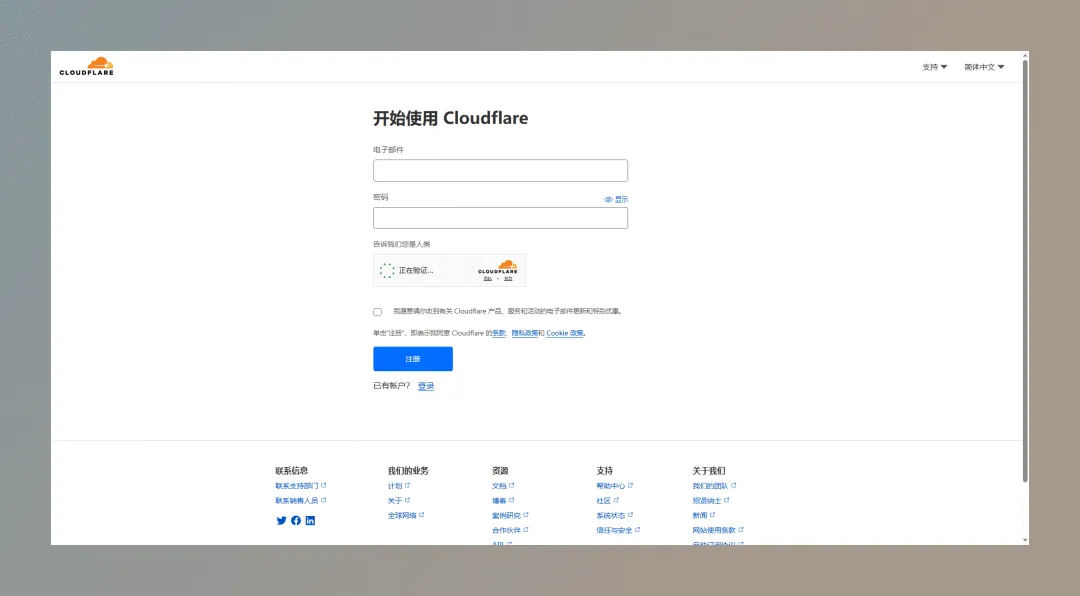 CLOUDFLARE
支持
简体中文
开始使用 Cloudflare
电子邮件
密码
显示
告诉我们您是人类
正在验证...
CLOUDFLARE
隐私 • 条款
我愿意偶尔收到有关 Cloudflare 产品、服务和活动的电子邮件更新和特别优惠。
单击“注册”，即表示我同意 Cloudflare 的条款、隐私政策和 Cookie 政策。
注册
已有帐户? 登录
联系信息
联系支持部门
联系销售人员
我们的业务
计划
关于
全球网络
资源
文档
博客
案例研究
合作伙伴
API
支持
帮助中心
社区
系统状态
信任与安全
关于我们
我们的团队
招贤纳士
新闻
网站使用条款
自助订阅协议